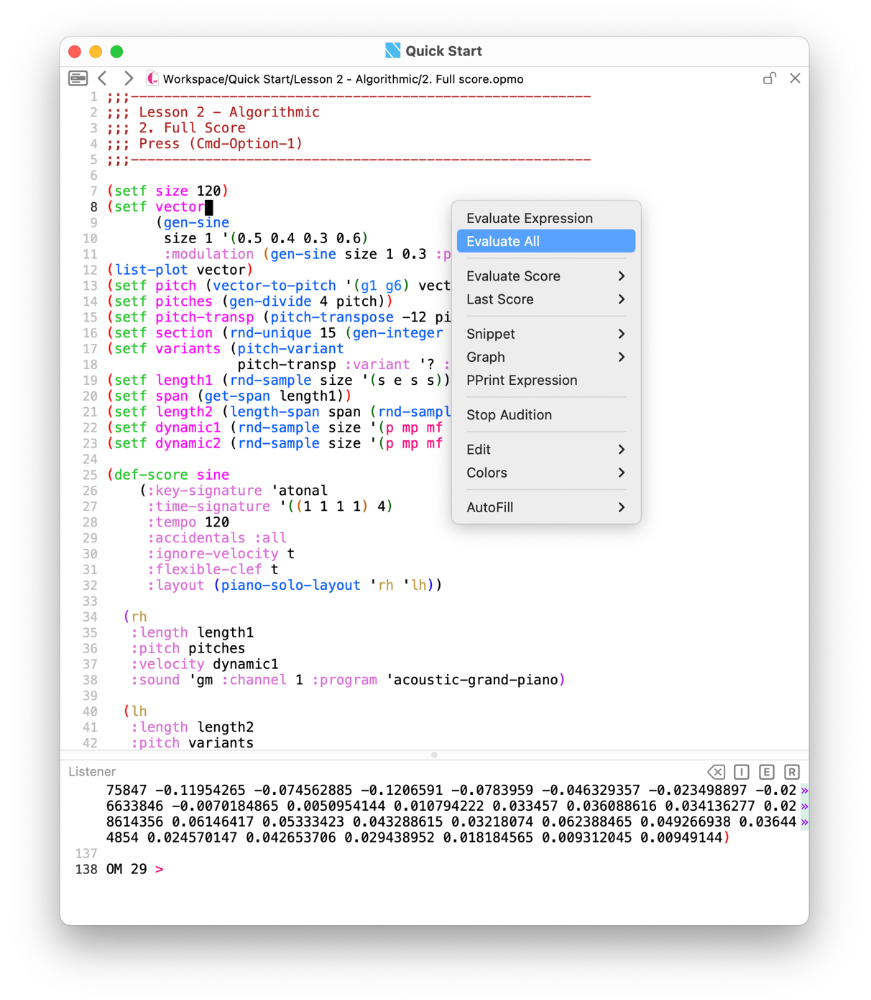 Quick Start
Workspace/Quick Start/Lesson 2 - Algorithmic/2. Full score.opmo
1 ;;;---------------------------------------------------------
2 ;;; Lesson 2 – Algorithmic
3 ;;; 2. Full Score
4 ;;; Press (Cmd-Option-1)
5 ;;;---------------------------------------------------------
6
7 (setf size 120)
8 (setf vector
9 (gen-sine
10 size 1 '(0.5 0.4 0.3 0.6)
11 :modulation (gen-sine size 1 0.3 :p
12 (list-plot vector)
13 (setf pitch (vector-to-pitch '(g1 g6) vect
14 (setf pitches (gen-divide 4 pitch))
15 (setf pitch-transp (pitch-transpose -12 pi
16 (setf section (rnd-unique 15 (gen-integer
17 (setf variants (pitch-variant
18 pitch-transp :variant '? :
19 (setf length1 (rnd-sample size '(s e s s))
20 (setf span (get-span length1))
21 (setf length2 (length-span span (rnd-sampl
22 (setf dynamic1 (rnd-sample size '(p mp mf
23 (setf dynamic2 (rnd-sample size '(p mp mf
24
25 (def-score sine
26 (:key-signature 'atonal
27 :time-signature '((1 1 1 1) 4)
28 :tempo 120
29 :accidentals :all
30 :ignore-velocity t
31 :flexible-clef t
32 :layout (piano-solo-layout 'rh 'lh))
33
34 (rh
35 :length length1
36 :pitch pitches
37 :velocity dynamic1
38 :sound 'gm :channel 1 :program 'acoustic-grand-piano)
39
40 (lh
41 :length length2
42 :pitch variants
Evaluate Expression
Evaluate All
Evaluate Score
Last Score
Snippet
Graph
PPrint Expression
Stop Audition
Edit
Colors
AutoFill
Listener
I E R
75847 -0.11954265 -0.074562885 -0.1206591 -0.0783959 -0.046329357 -0.023498897 -0.02 »
6633846 -0.0070184865 0.0050954144 0.010794222 0.033457 0.036088616 0.034136277 0.02 »
8614356 0.06146417 0.05333423 0.043288615 0.03218074 0.062388465 0.049266938 0.03644 »
4854 0.024570147 0.042653706 0.029438952 0.018184565 0.009312045 0.00949144)
137
138 OM 29 >